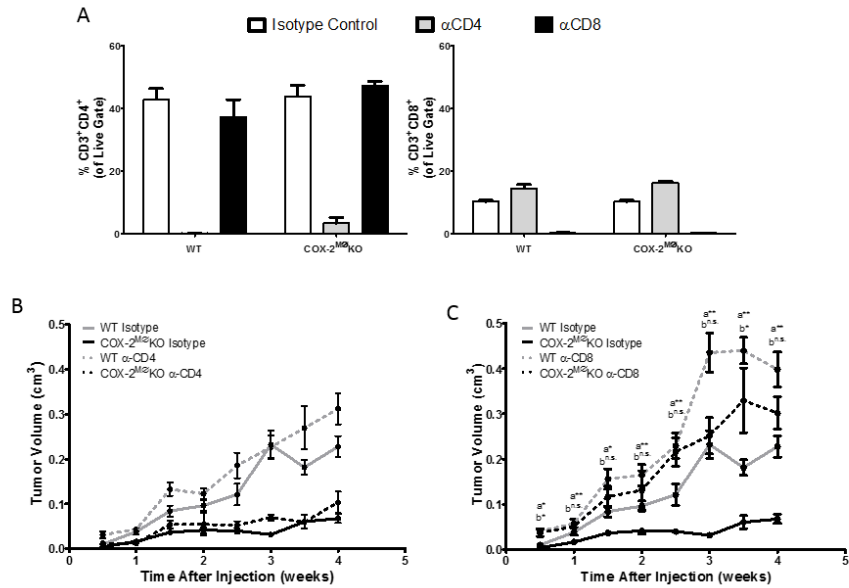 A
Isotype Control
αCD4
αCD8
% CD3+CD4+
(of Live Gate)
60
40
20
0
WT
COX-2MØKO
% CD3+CD8+
(of Live Gate)
60
40
20
0
WT
COX-2MØKO
B
Tumor Volume (cm3)
0.5
0.4
0.3
0.2
0.1
0.0
WT Isotype
COX-2MØKO Isotype
WT α-CD4
COX-2MØKO α-CD4
0
1
2
3
4
5
Time After Injection (weeks)
C
Tumor Volume (cm3)
0.5
0.4
0.3
0.2
0.1
0.0
WT Isotype
COX-2MØKO Isotype
WT α-CD8
COX-2MØKO α-CD8
a*
b*
a**
bn.s.
a*
bn.s.
a**
bn.s.
a**
bn.s.
a**
bn.s.
a**
b*
a**
bn.s.
0
1
2
3
4
5
Time After Injection (weeks)